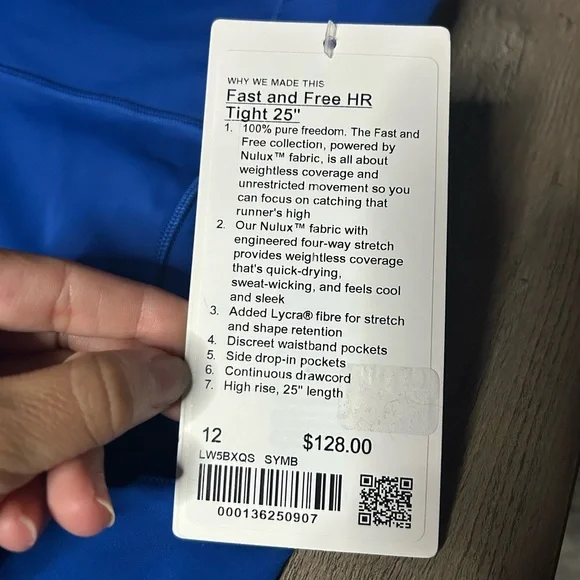 WHY WE MADE THIS
Fast and Free HR
Tight 25"
1. 100% pure freedom. The Fast and
Free collection, powered by
Nulux™ fabric, is all about
weightless coverage and
unrestricted movement so you
can focus on catching that
runner's high
2. Our Nulux™ fabric with
engineered four-way stretch
provides weightless coverage
that's quick-drying,
sweat-wicking, and feels cool
and sleek
3. Added Lycra® fibre for stretch
and shape retention
4. Discreet waistband pockets
5. Side drop-in pockets
6. Continuous drawcord
7. High rise, 25" length
12 $128.00
LW5BXQS SYMB
000136250907